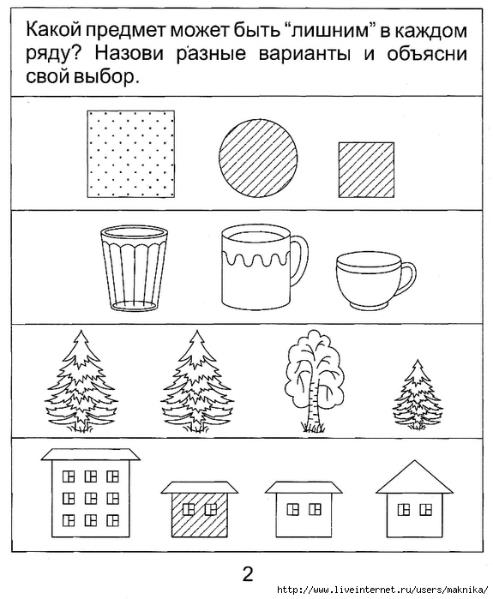 Какой предмет может быть “лишним” в каждом
ряду? Назови разные варианты и объясни
свой выбор.
2
http://www.liveinternet.ru/users/maknika/